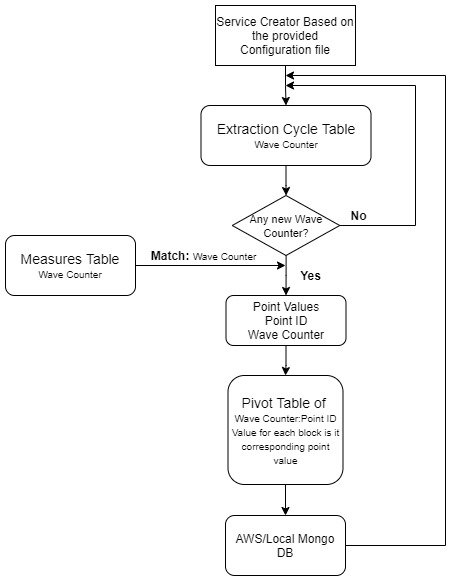 Service Creator Based on
the provided
Configuration file
Extraction Cycle Table
Wave Counter
Any new Wave
Counter?
No
Measures Table
Wave Counter
Match: Wave Counter
Yes
Point Values
Point ID
Wave Counter
Pivot Table of
Wave Counter:Point ID
Value for each block is it
corresponding point
value
AWS/Local Mongo
DB